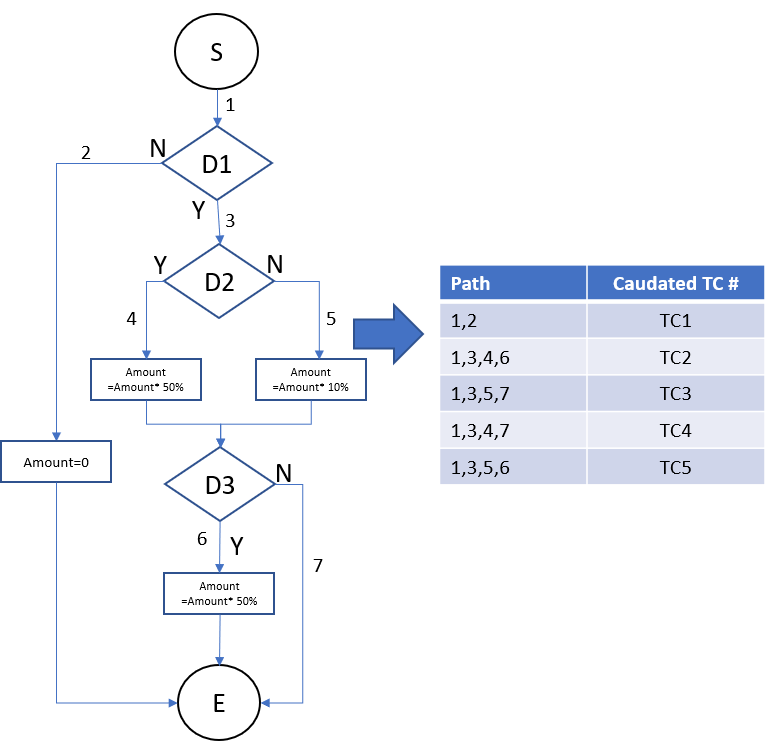 S
1
2
N
D1
Y
3
Y
N
D2
4
5
Amount
=Amount* 50%
Amount
=Amount* 10%
Amount=0
D3
N
6
Y
7
Amount
=Amount* 50%
E
Path Caudated TC #
1,2 TC1
1,3,4,6 TC2
1,3,5,7 TC3
1,3,4,7 TC4
1,3,5,6 TC5